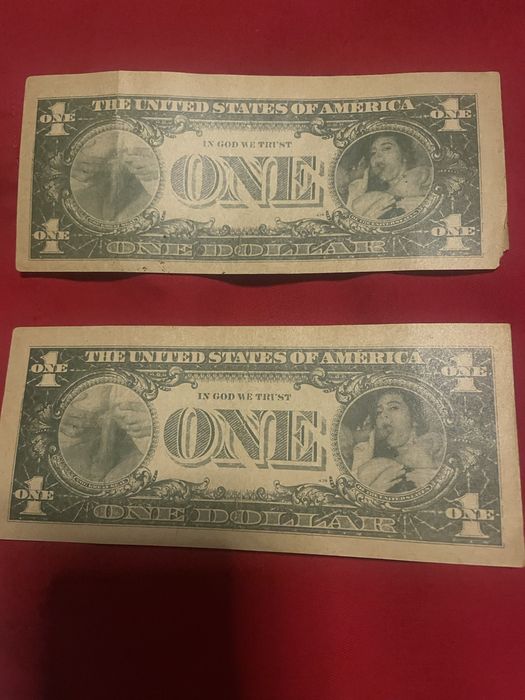 1 THE UNITED STATES OF AMERICA 1
ONE ONE
IN GOD WE TRUST
ONE
1 1
ONE ONE
ONE DOLLAR
1 THE UNITED STATES OF AMERICA 1
ONE ONE
IN GOD WE TRUST
ONE
1 1
ONE ONE
ONE DOLLAR